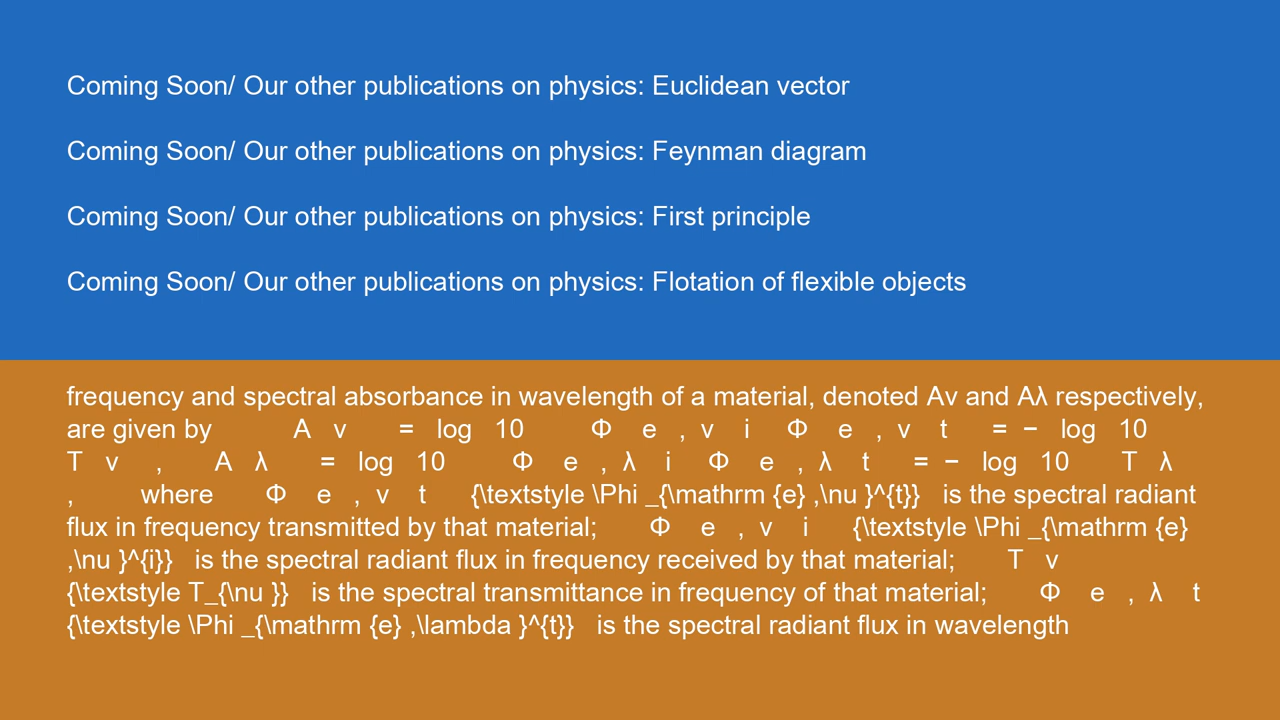 Coming Soon/ Our other publications on physics: Euclidean vector
Coming Soon/ Our other publications on physics: Feynman diagram
Coming Soon/ Our other publications on physics: First principle
Coming Soon/ Our other publications on physics: Flotation of flexible objects
frequency and spectral absorbance in wavelength of a material, denoted Aν and Aλ respectively,
are given by A ν = log 10 Φ e , ν i Φ e , ν t = − log 10
T ν , A λ = log 10 Φ e , λ i Φ e , λ t = − log 10 T λ
, where Φ e , ν t {\textstyle \Phi _{\mathrm {e} ,\nu }^{t}} is the spectral radiant
flux in frequency transmitted by that material; Φ e , ν i {\textstyle \Phi _{\mathrm {e}
,\nu }^{i}} is the spectral radiant flux in frequency received by that material; T ν
{\textstyle T_{\nu }} is the spectral transmittance in frequency of that material; Φ e , λ t
{\textstyle \Phi _{\mathrm {e} ,\lambda }^{t}} is the spectral radiant flux in wavelength